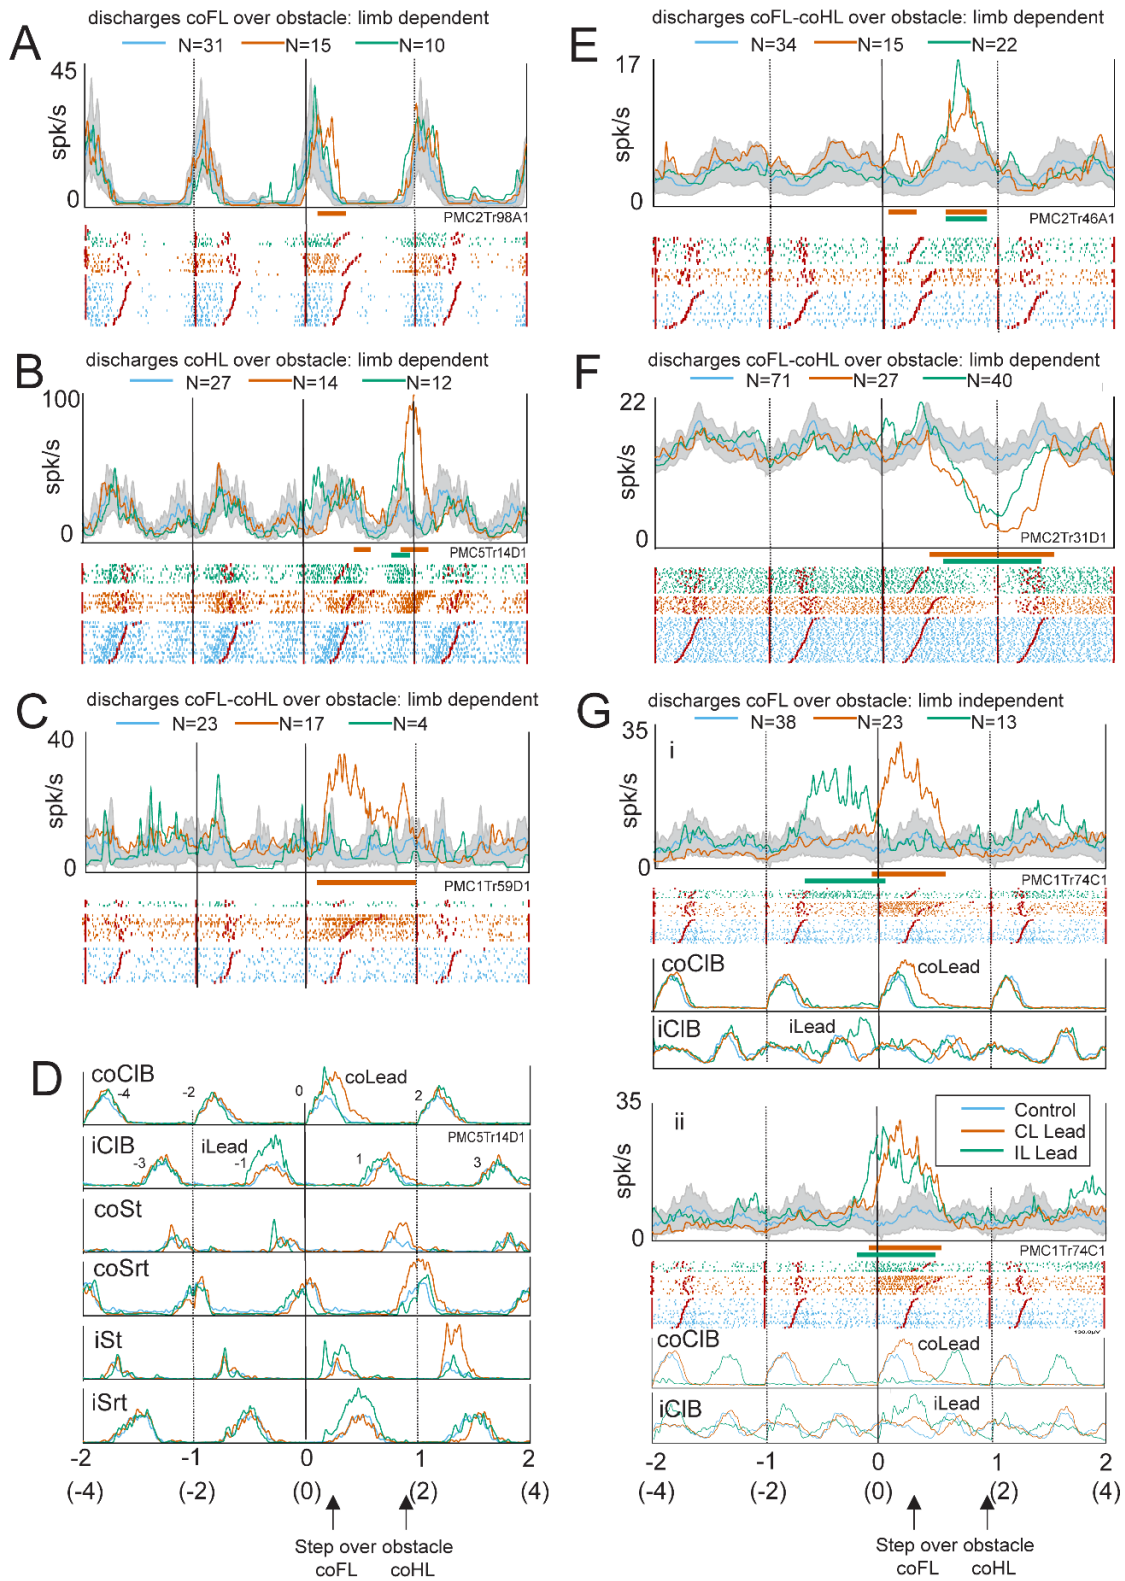 A
discharges coFL over obstacle: limb dependent
N=31 N=15 N=10
45
spk/s
0
PMC2Tr98A1
B
discharges coHL over obstacle: limb dependent
N=27 N=14 N=12
100
spk/s
0
PMC5Tr14D1
C
discharges coFL-coHL over obstacle: limb dependent
N=23 N=17 N=4
40
spk/s
0
PMC1Tr59D1
D
coClB -4 -2 0 coLead 2
iClB -3 iLead -1 1 3 PMC5Tr14D1
coSt
coSrt
iSt
iSrt
-2 -1 0 1 2
(-4) (-2) (0) (2) (4)
Step over obstacle
coFL coHL
E
discharges coFL-coHL over obstacle: limb dependent
N=34 N=15 N=22
17
spk/s
0
PMC2Tr46A1
F
discharges coFL-coHL over obstacle: limb dependent
N=71 N=27 N=40
22
spk/s
0
PMC2Tr31D1
G
discharges coFL over obstacle: limb independent
N=38 N=23 N=13
35
i
spk/s
0
PMC1Tr74C1
coClB coLead
iClB iLead
35
ii
Control
CL Lead
IL Lead
spk/s
0
PMC1Tr74C1
coClB coLead
iClB iLead
-2 -1 0 1 2
(-4) (-2) (0) (2) (4)
Step over obstacle
coFL coHL